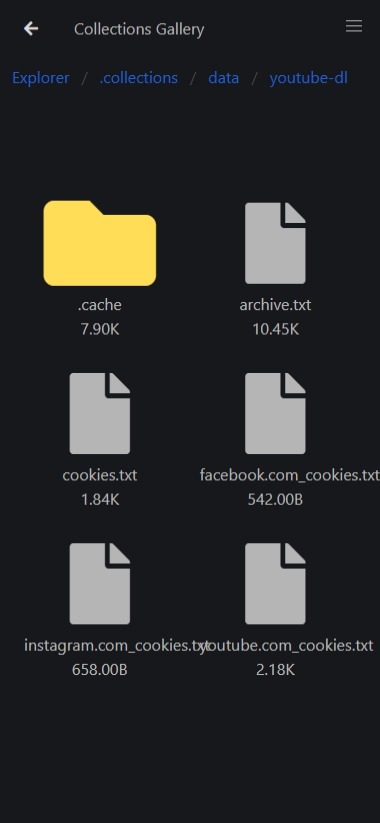 Collections Gallery
Explorer / .collections / data / youtube-dl
.cache
7.90K
archive.txt
10.45K
cookies.txt
1.84K
facebook.com_cookies.txt
542.00B
instagram.com_cookies.txt
658.00B
youtube.com_cookies.txt
2.18K